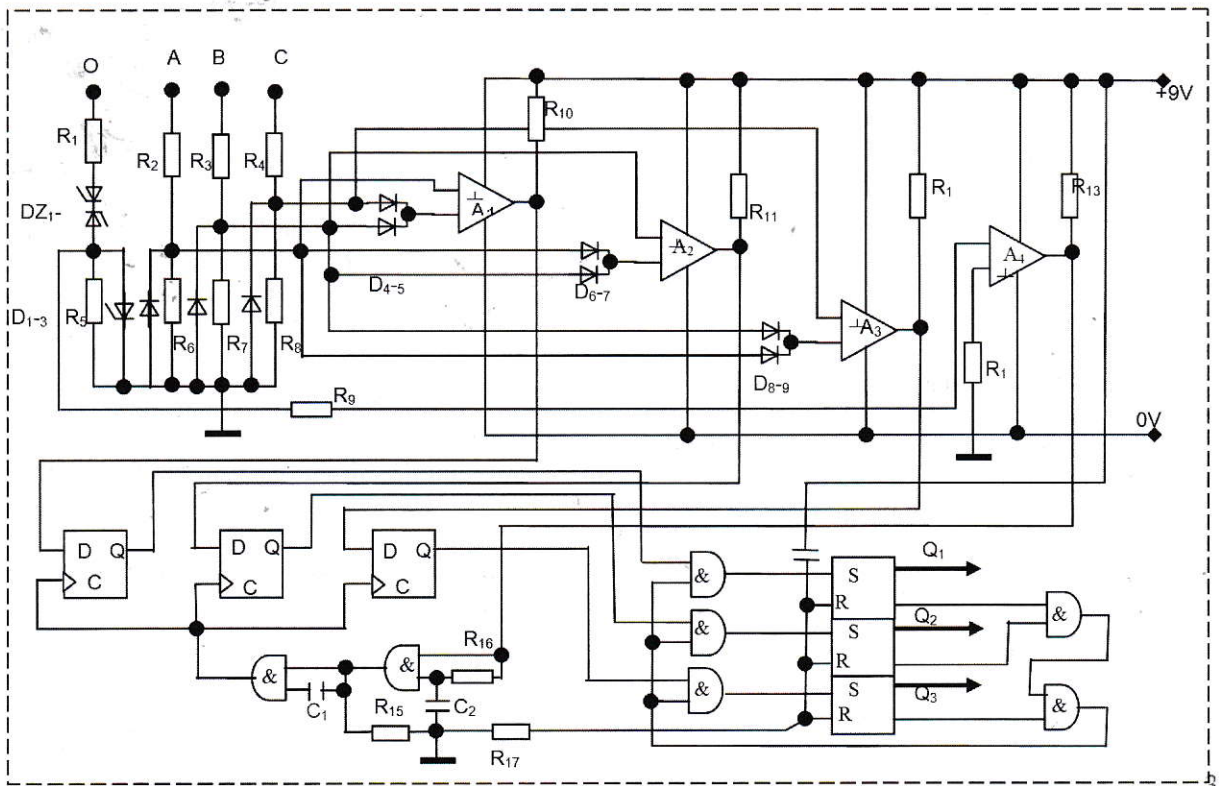 O A B C
+9V
R1 R2 R3 R4 R10
DZ1-
A1 R11 A2 R1 R13 A4
D1-3 R5 R6 R7 R8 D4-5 D6-7 A3 R1
D8-9
R9 0V
D Q D Q D Q
C C C
& S Q1
R &
& S Q2
R16 R
& & & S Q3
C1 R15 C2 R &
R17